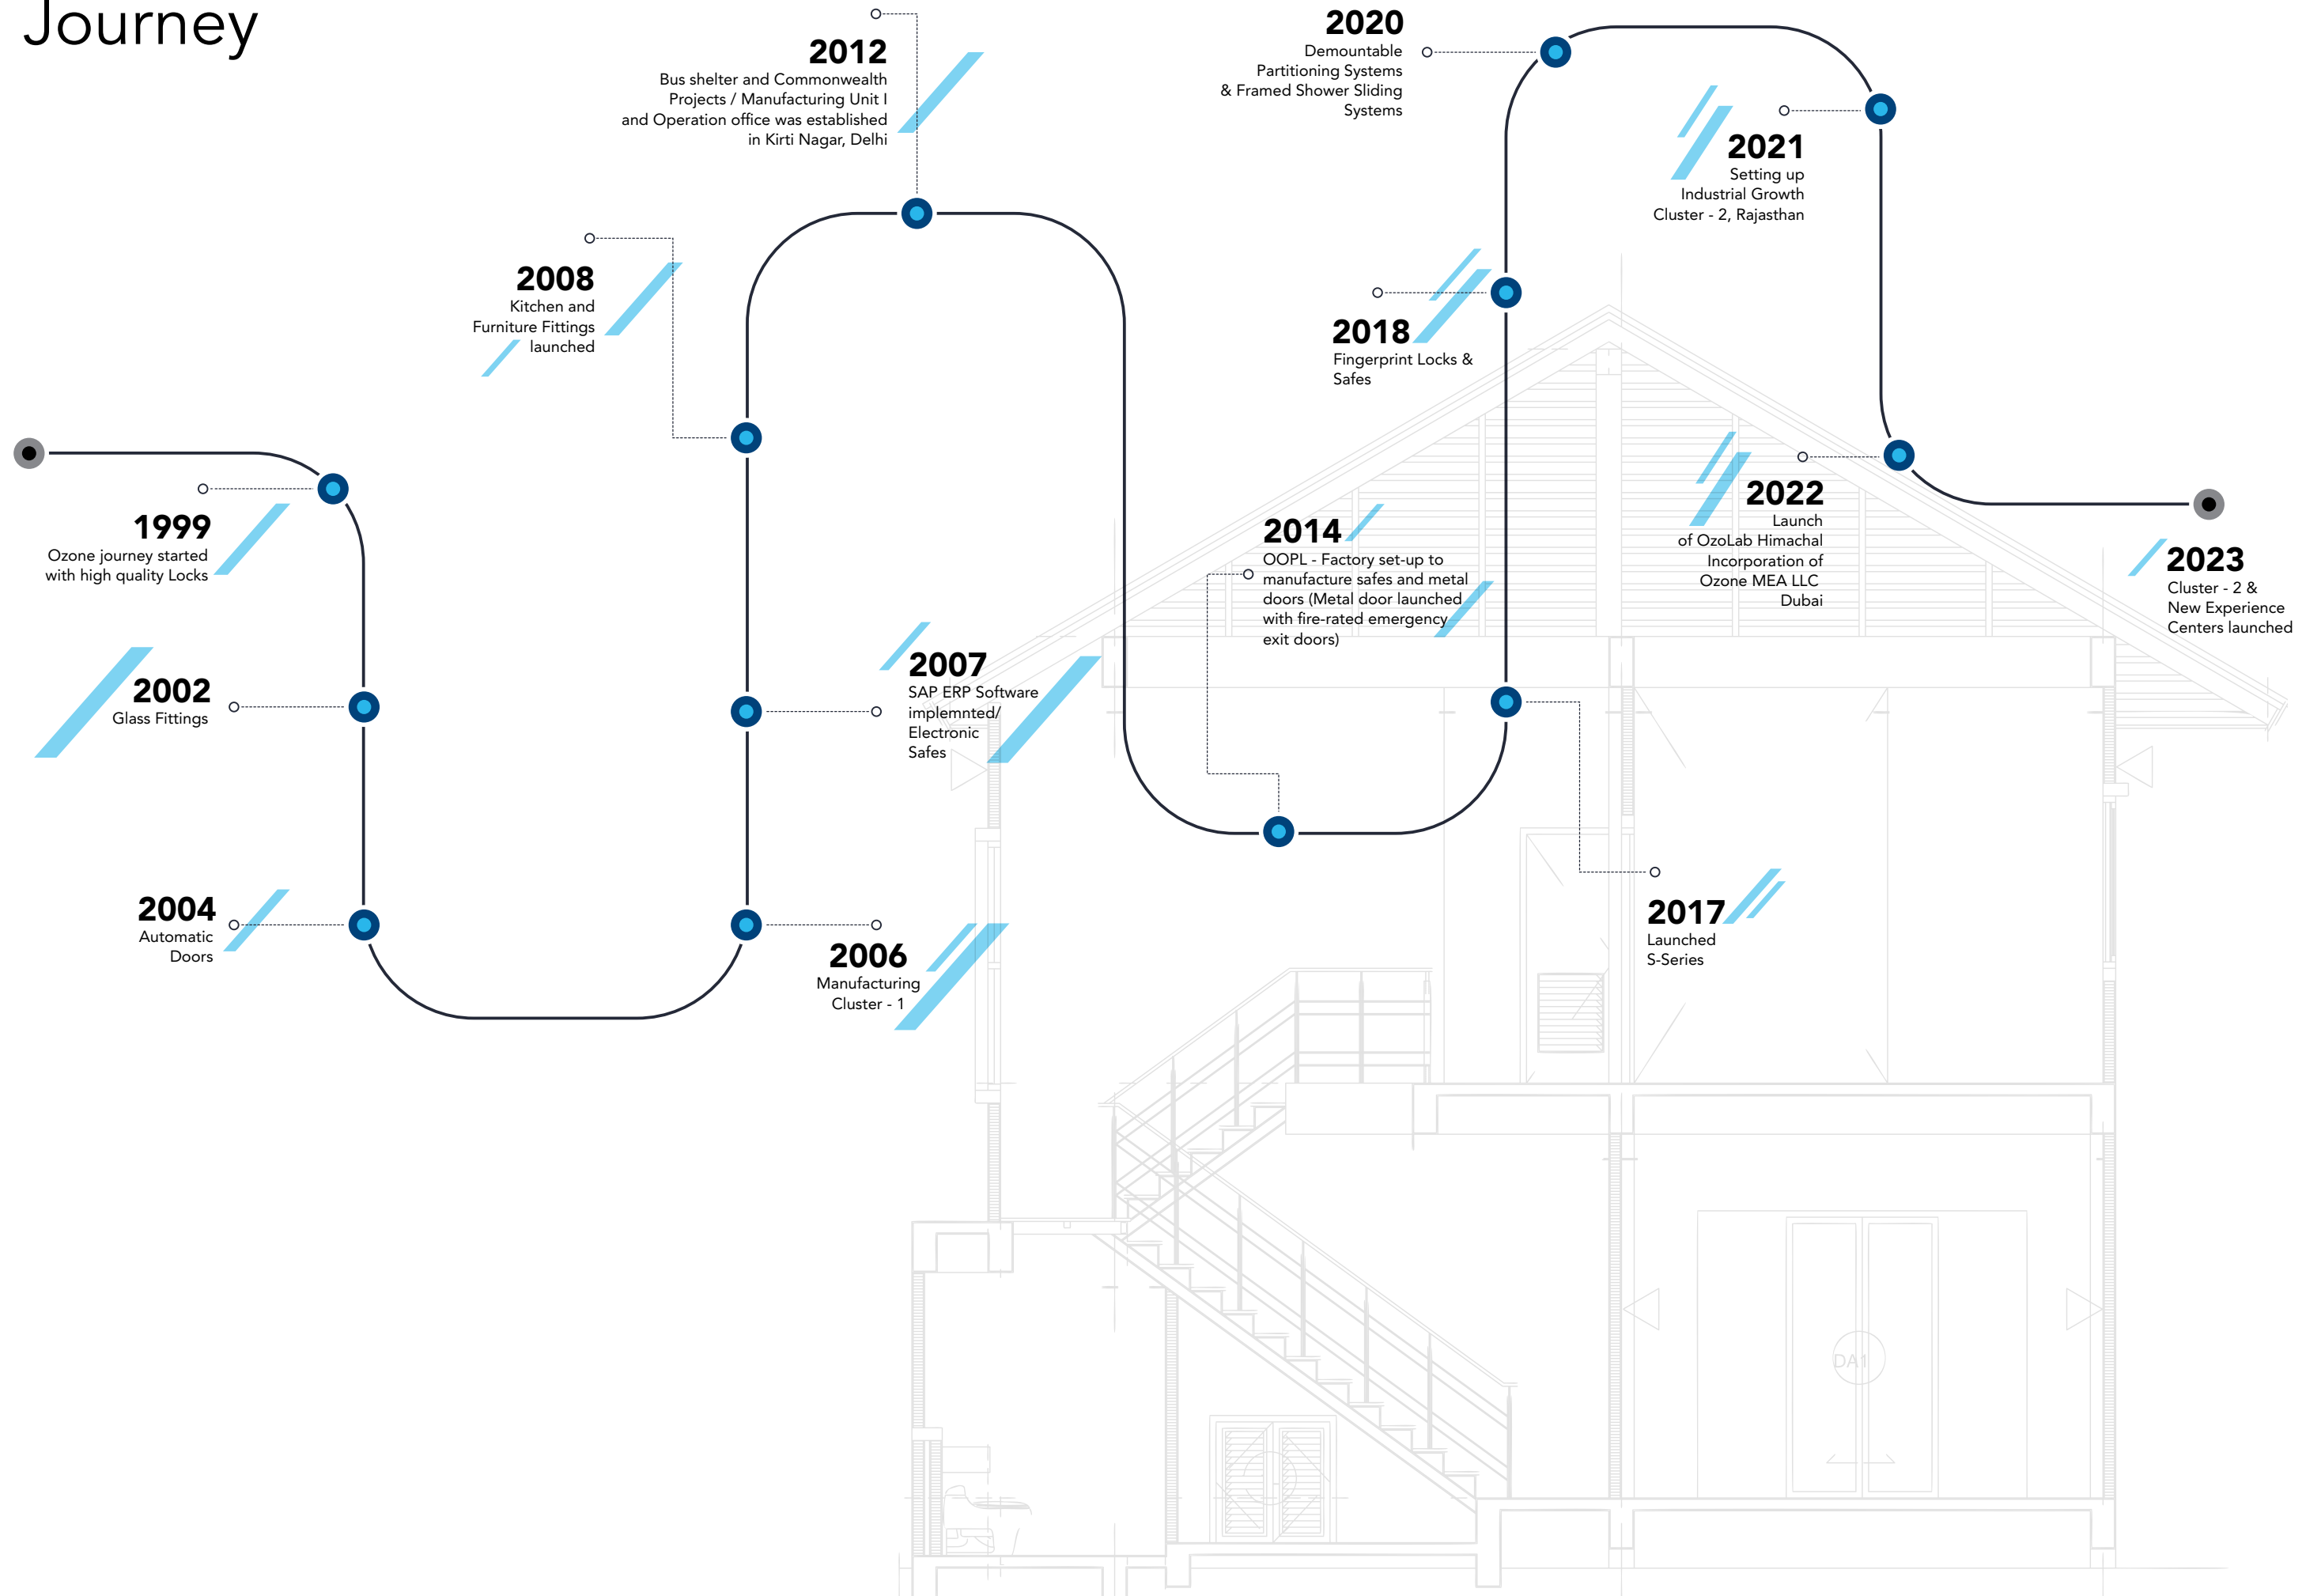 Journey
1999
Ozone journey started
with high quality Locks
2002
Glass Fittings
2004
Automatic
Doors
2006
Manufacturing
Cluster - 1
2007
SAP ERP Software
implemnted/
Electronic
Safes
2008
Kitchen and
Furniture Fittings
launched
2012
Bus shelter and Commonwealth
Projects / Manufacturing Unit I
and Operation office was established
in Kirti Nagar, Delhi
2014
OOPL - Factory set-up to
manufacture safes and metal
doors (Metal door launched
with fire-rated emergency
exit doors)
2017
Launched
S-Series
2018
Fingerprint Locks &
Safes
2020
Demountable
Partitioning Systems
& Framed Shower Sliding
Systems
2021
Setting up
Industrial Growth
Cluster - 2, Rajasthan
2022
Launch
of OzoLab Himachal
Incorporation of
Ozone MEA LLC
Dubai
2023
Cluster - 2 &
New Experience
Centers launched
DA1